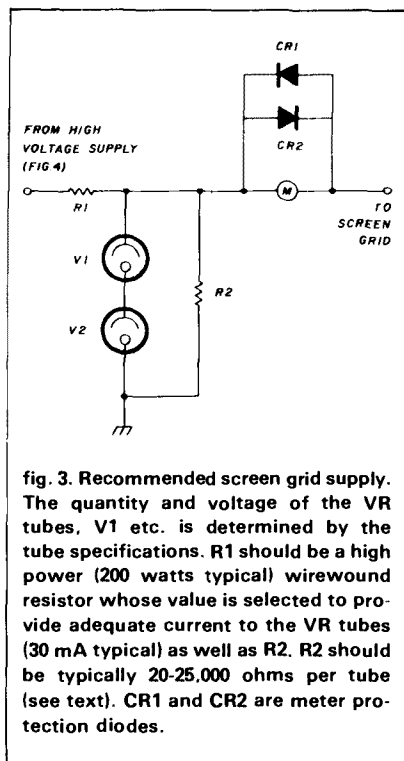 CR1
FROM HIGH
VOLTAGE SUPPLY
(FIG 4)
CR2
R1
M
TO
SCREEN
GRID
V1
R2
V2
fig. 3. Recommended screen grid supply.
The quantity and voltage of the VR
tubes, V1 etc. is determined by the
tube specifications. R1 should be a high
power (200 watts typical) wirewound
resistor whose value is selected to pro-
vide adequate current to the VR tubes
(30 mA typical) as well as R2. R2 should
be typically 20-25,000 ohms per tube
(see text). CR1 and CR2 are meter pro-
tection diodes.